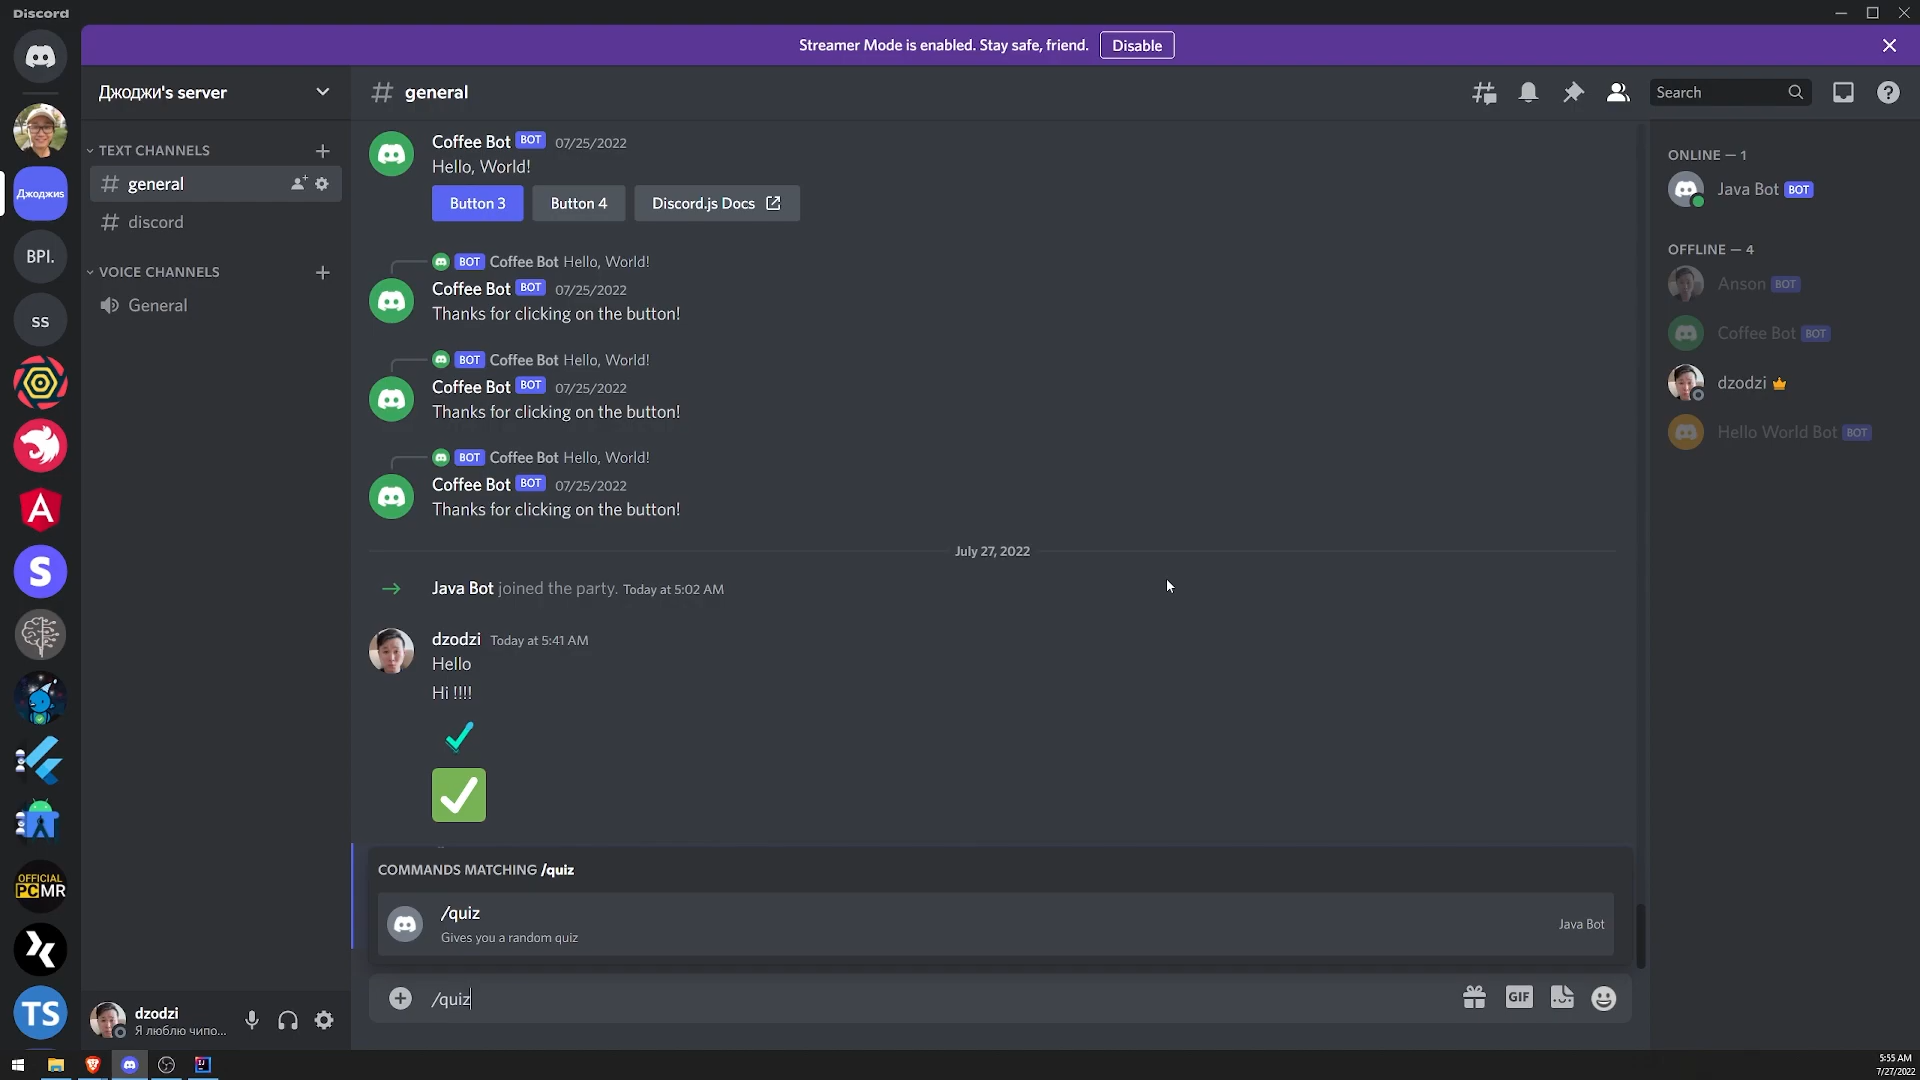 Discord
Streamer Mode is enabled. Stay safe, friend.
Disable
Джоджи's server
general
Search
TEXT CHANNELS
general
discord
VOICE CHANNELS
General
Джоджиs
BPI.
SS
S
OFFICIAL
PCMR
TS
Coffee Bot BOT 07/25/2022
Hello, World!
Button 3
Button 4
Discord.js Docs
BOT Coffee Bot Hello, World!
Coffee Bot BOT 07/25/2022
Thanks for clicking on the button!
BOT Coffee Bot Hello, World!
Coffee Bot BOT 07/25/2022
Thanks for clicking on the button!
BOT Coffee Bot Hello, World!
Coffee Bot BOT 07/25/2022
Thanks for clicking on the button!
July 27, 2022
Java Bot joined the party. Today at 5:02 AM
dzodzi Today at 5:41 AM
Hello
Hi !!!!
COMMANDS MATCHING /quiz
/quiz
Gives you a random quiz
Java Bot
/quiz
GIF
ONLINE — 1
Java Bot BOT
OFFLINE — 4
Anson BOT
Coffee Bot BOT
dzodzi
Hello World Bot BOT
dzodzi
Я люблю чипо...
5:55 AM
7/27/2022